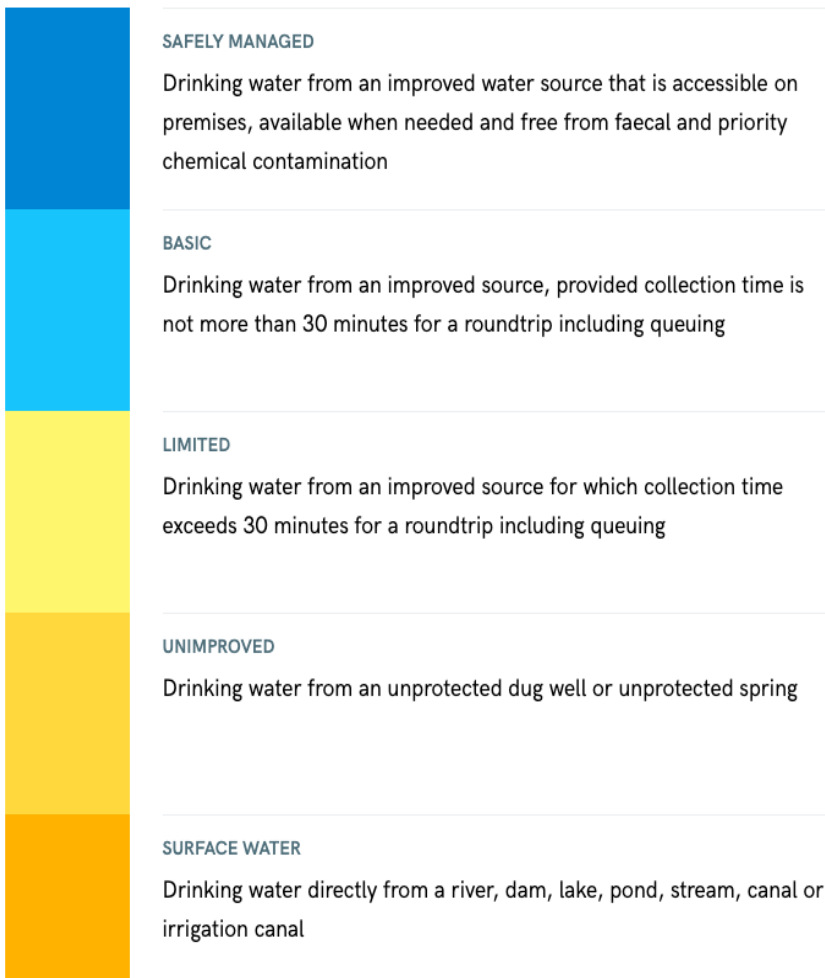 SAFELY MANAGED
Drinking water from an improved water source that is accessible on
premises, available when needed and free from faecal and priority
chemical contamination
BASIC
Drinking water from an improved source, provided collection time is
not more than 30 minutes for a roundtrip including queuing
LIMITED
Drinking water from an improved source for which collection time
exceeds 30 minutes for a roundtrip including queuing
UNIMPROVED
Drinking water from an unprotected dug well or unprotected spring
SURFACE WATER
Drinking water directly from a river, dam, lake, pond, stream, canal or
irrigation canal